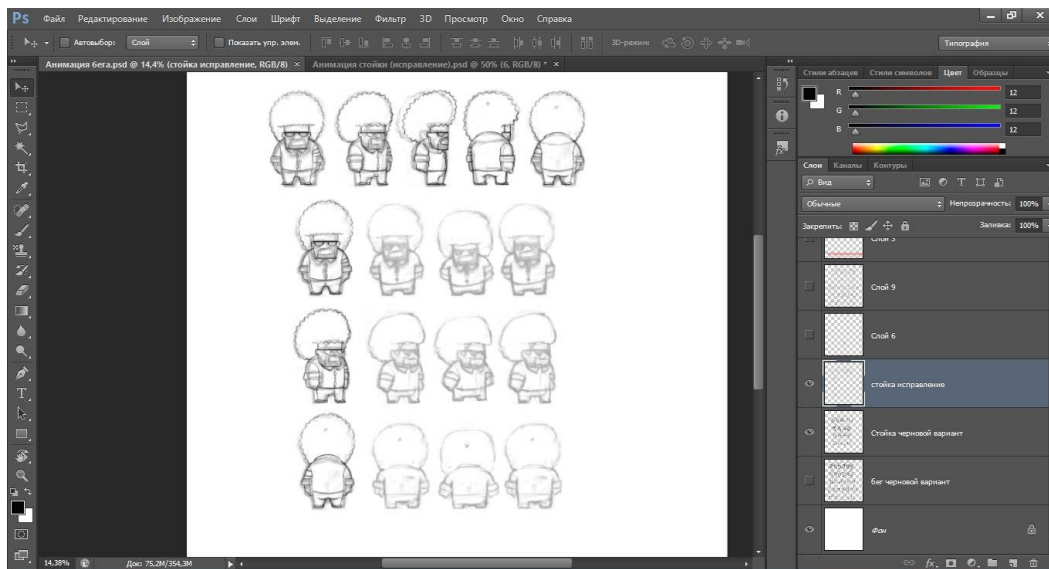 Ps Файл Редактирование Изображение Слои Шрифт Выделение Фильтр 3D Просмотр Окно Справка
Автовыбор: Слой Показать упр. элем. 3D-режим: Типография
Анимация бега.psd @ 14,4% (стойка исправление, RGB/8) × Анимация стойки (исправление).psd @ 50% (6, RGB/8) * ×
Стили абзацев Стили символов Цвет Образцы
R 12
G 12
B 12
Слои Каналы Контуры
Вид
Обычные Непрозрачность: 100%
Закрепить: Заливка: 100%
Слой 9
Слой 6
стойка исправление
Стойка черновой вариант
бег черновой вариант
Фон
14,38% Док: 75,2M/354,3M
fx